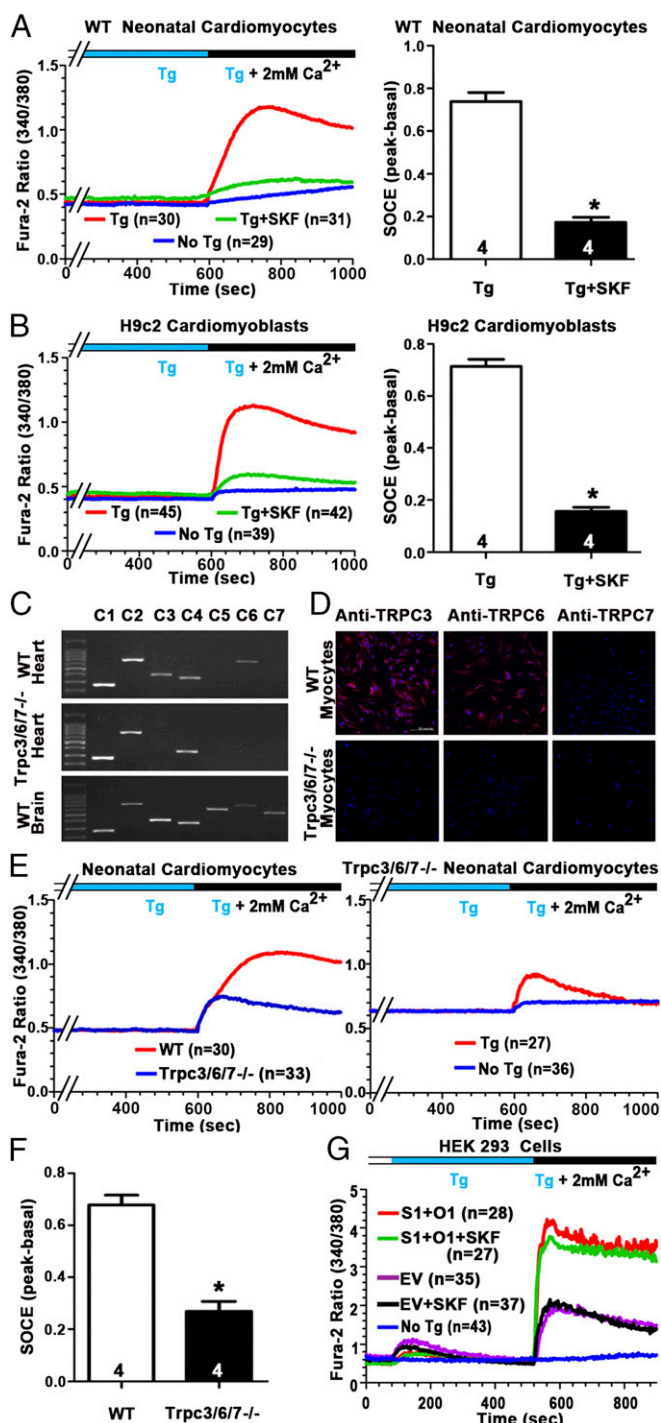 A
WT Neonatal Cardiomyocytes
Tg
Tg + 2mM Ca2+
Fura-2 Ratio (340/380)
1.5
1.0
0.5
0.0
Tg (n=30)
Tg+SKF (n=31)
No Tg (n=29)
0
400
600
800
1000
Time (sec)
WT Neonatal Cardiomyocytes
SOCE (peak-basal)
1.0
0.8
0.6
0.4
0.2
0.0
*
4
4
Tg
Tg+SKF
B
H9c2 Cardiomyoblasts
Tg
Tg + 2mM Ca2+
Fura-2 Ratio (340/380)
1.5
1.0
0.5
0.0
Tg (n=45)
Tg+SKF (n=42)
No Tg (n=39)
0
400
600
800
1000
Time (sec)
H9c2 Cardiomyoblasts
SOCE (peak-basal)
0.8
0.6
0.4
0.2
0.0
*
4
4
Tg
Tg+SKF
C
C1 C2 C3 C4 C5 C6 C7
WT Heart
Trpc3/6/7-/- Heart
WT Brain
D
Anti-TRPC3 Anti-TRPC6 Anti-TRPC7
WT Myocytes
Trpc3/6/7-/- Myocytes
E
Neonatal Cardiomyocytes
Tg
Tg + 2mM Ca2+
Fura-2 Ratio (340/380)
1.5
1.0
0.5
0.0
WT (n=30)
Trpc3/6/7-/- (n=33)
0
400
600
800
1000
Time (sec)
Trpc3/6/7-/- Neonatal Cardiomyocytes
Tg
Tg + 2mM Ca2+
1.5
1.0
0.5
0.0
Tg (n=27)
No Tg (n=36)
0
400
600
800
1000
Time (sec)
F
SOCE (peak-basal)
0.8
0.6
0.4
0.2
0.0
*
4
4
WT
Trpc3/6/7-/-
G
HEK 293 Cells
Tg
Tg + 2mM Ca2+
Fura-2 Ratio (340/380)
5
4
3
2
1
0
S1+O1 (n=28)
S1+O1+SKF
(n=27)
EV (n=35)
EV+SKF (n=37)
No Tg (n=43)
0
200
400
600
800
Time (sec)